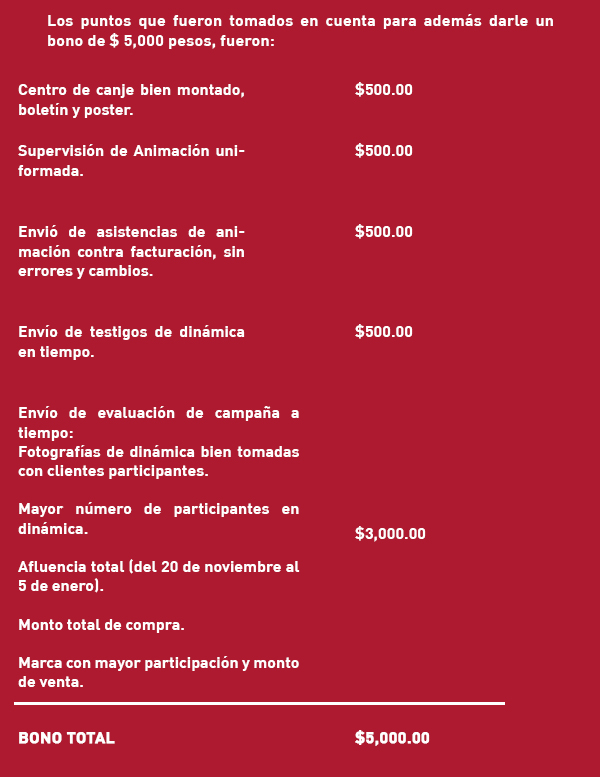 Los puntos que fueron tomados en cuenta para además darle un
bono de $ 5,000 pesos, fueron:
Centro de canje bien montado, $500.00
boletín y poster.
Supervisión de Animación uni- $500.00
formada.
Envió de asistencias de ani- $500.00
mación contra facturación, sin
errores y cambios.
Envío de testigos de dinámica $500.00
en tiempo.
Envío de evaluación de campaña a
tiempo:
Fotografías de dinámica bien tomadas
con clientes participantes.
Mayor número de participantes en
dinámica.
$3,000.00
Afluencia total (del 20 de noviembre al
5 de enero).
Monto total de compra.
Marca con mayor participación y monto
de venta.
BONO TOTAL $5,000.00